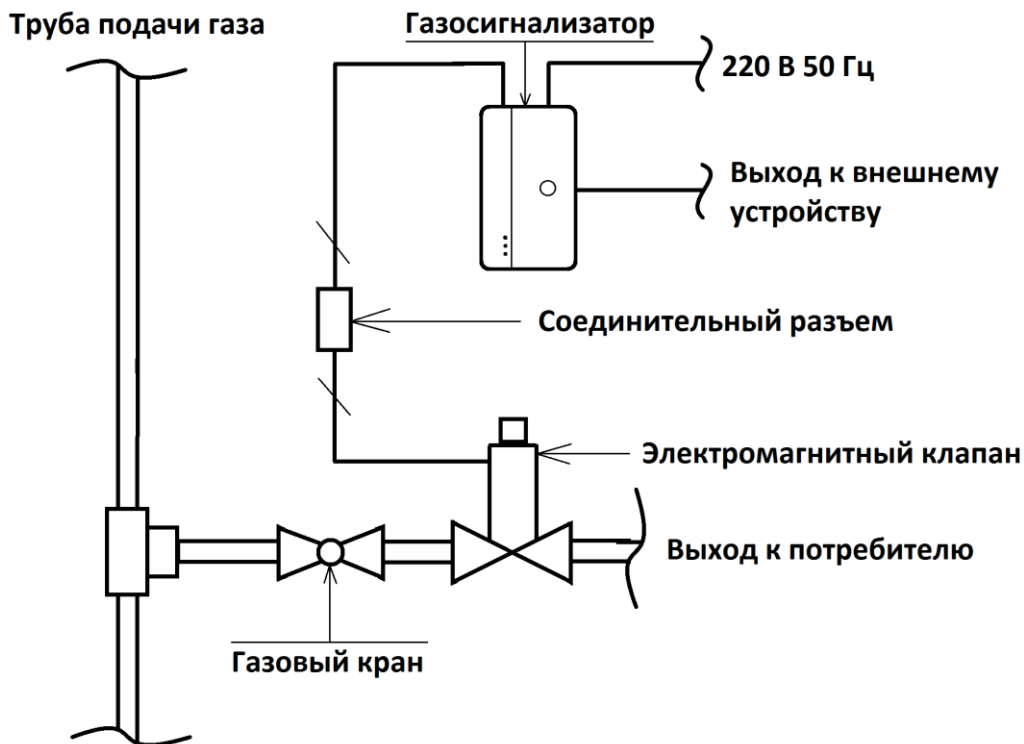 Труба подачи газа
Газосигнализатор
220 В 50 Гц
Выход к внешнему
устройству
Соединительный разъем
Электромагнитный клапан
Выход к потребителю
Газовый кран